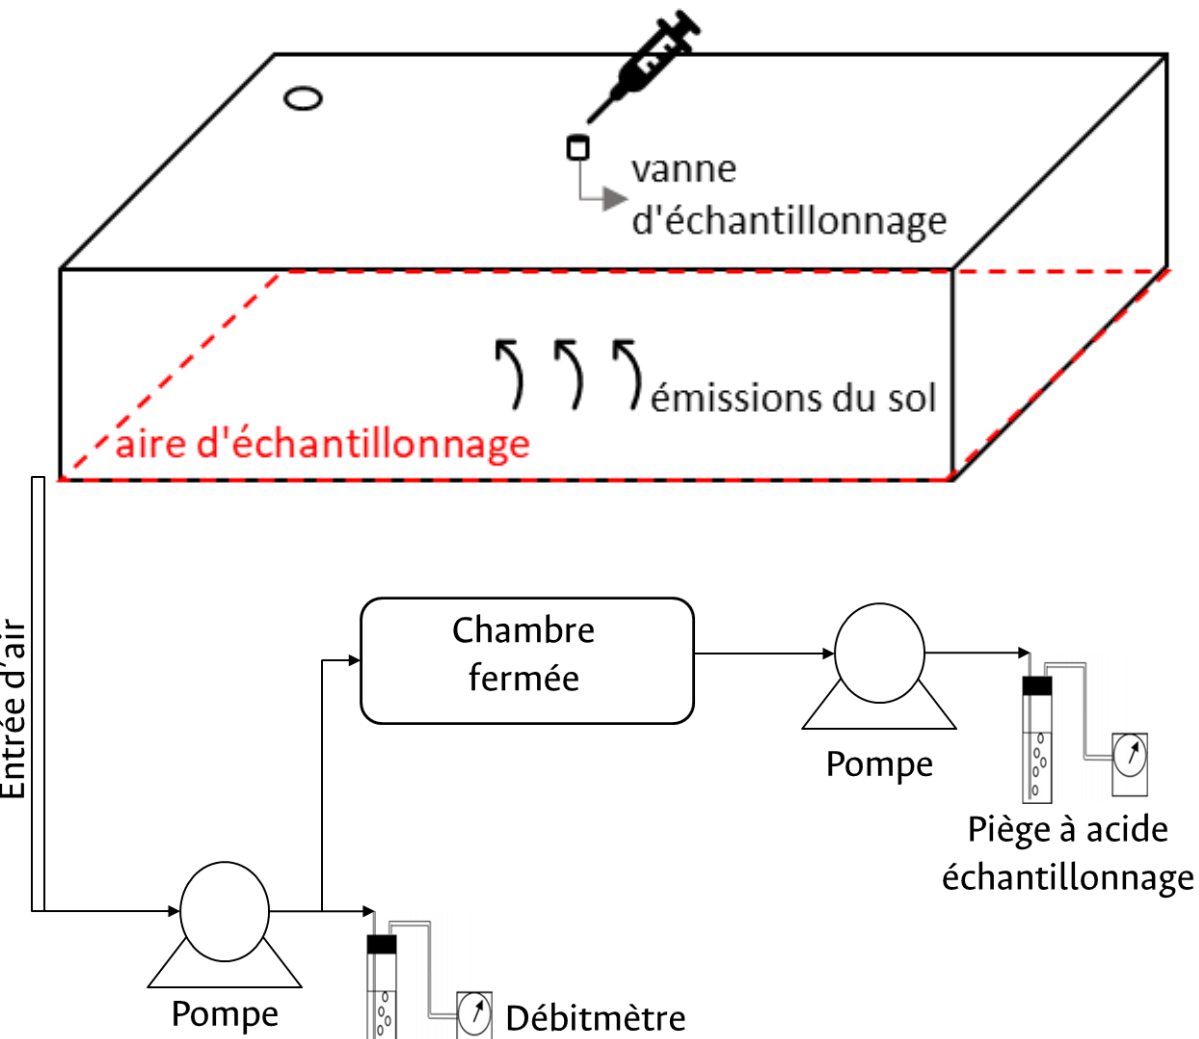 vanne
d'échantillonnage
émissions du sol
aire d'échantillonnage
Entrée d'air
Chambre
fermée
Pompe
Piège à acide
échantillonnage
Pompe
Débitmètre